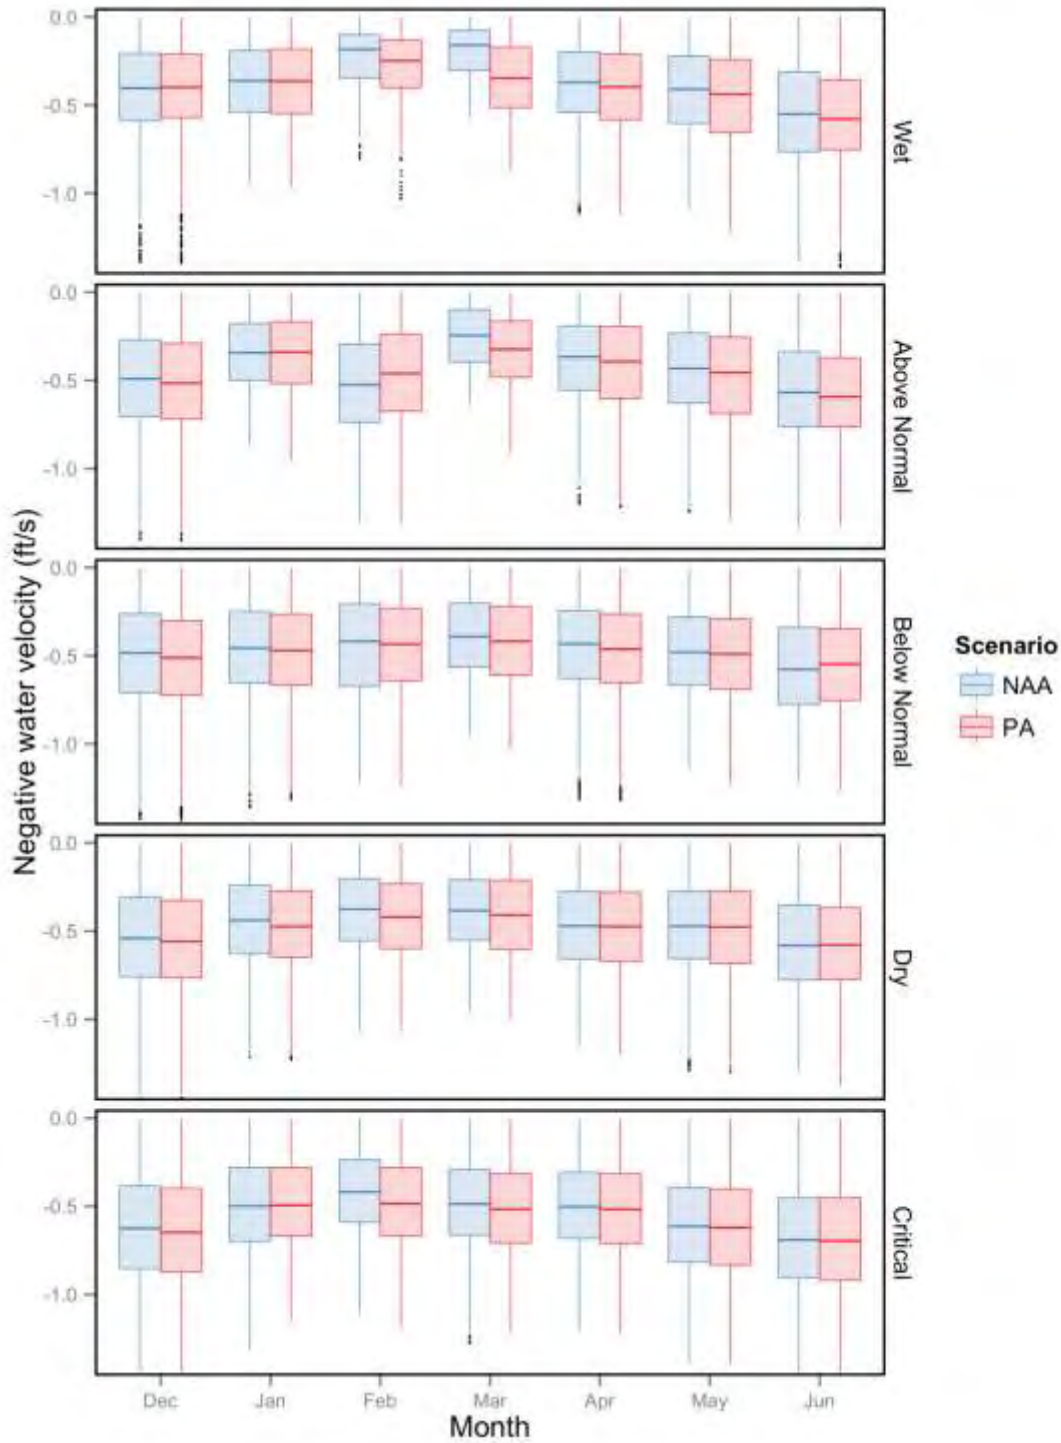 Negative water velocity (ft/s)
0.0
-0.5
-1.0
Wet
0.0
-0.5
-1.0
Above Normal
0.0
-0.5
-1.0
Below Normal
0.0
-0.5
-1.0
Dry
0.0
-0.5
-1.0
Critical
Dec Jan Feb Mar Apr May Jun
Month
Scenario
NAA
PA